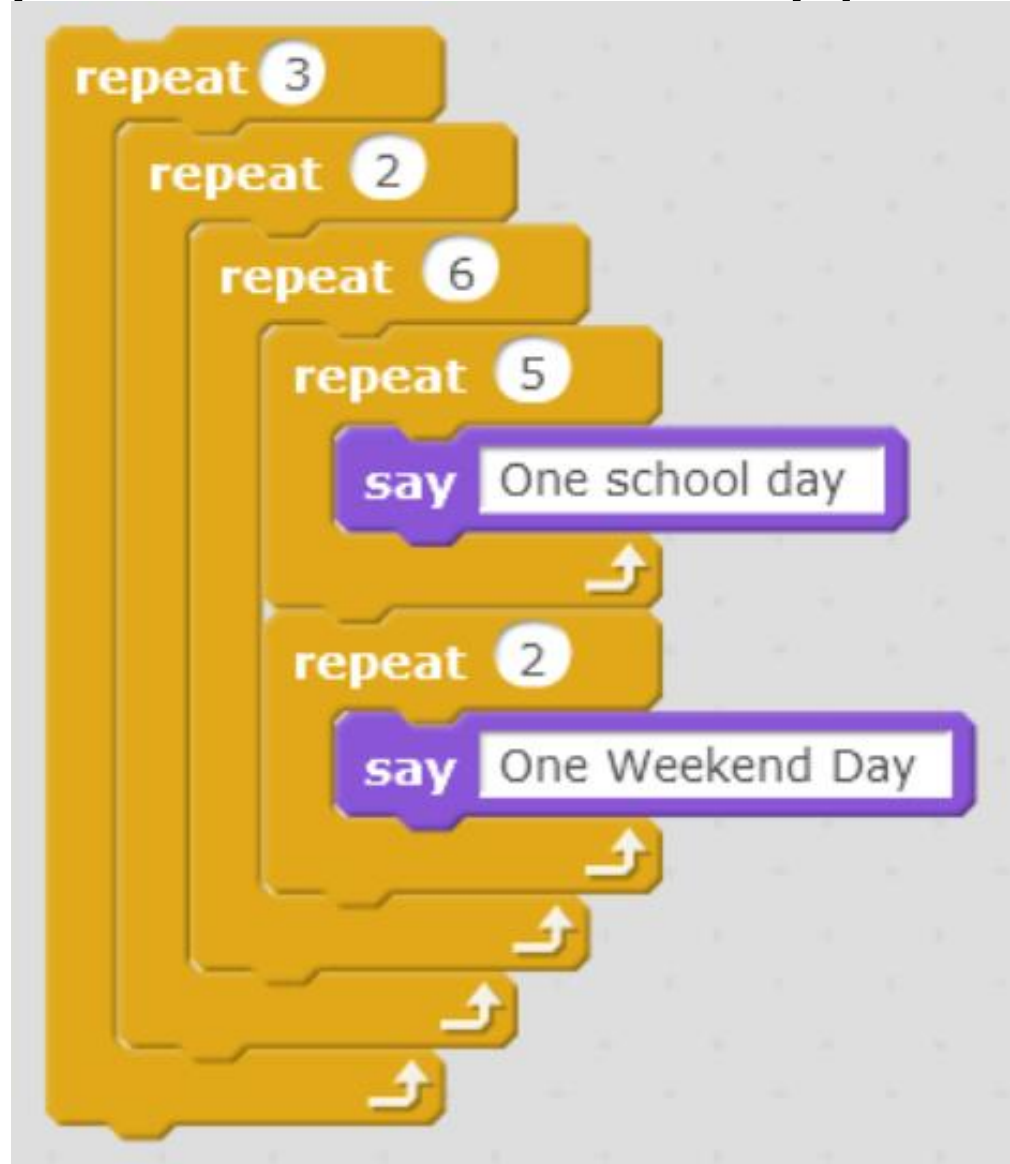 repeat 3
repeat 2
repeat 6
repeat 5
say One school day
repeat 2
say One Weekend Day